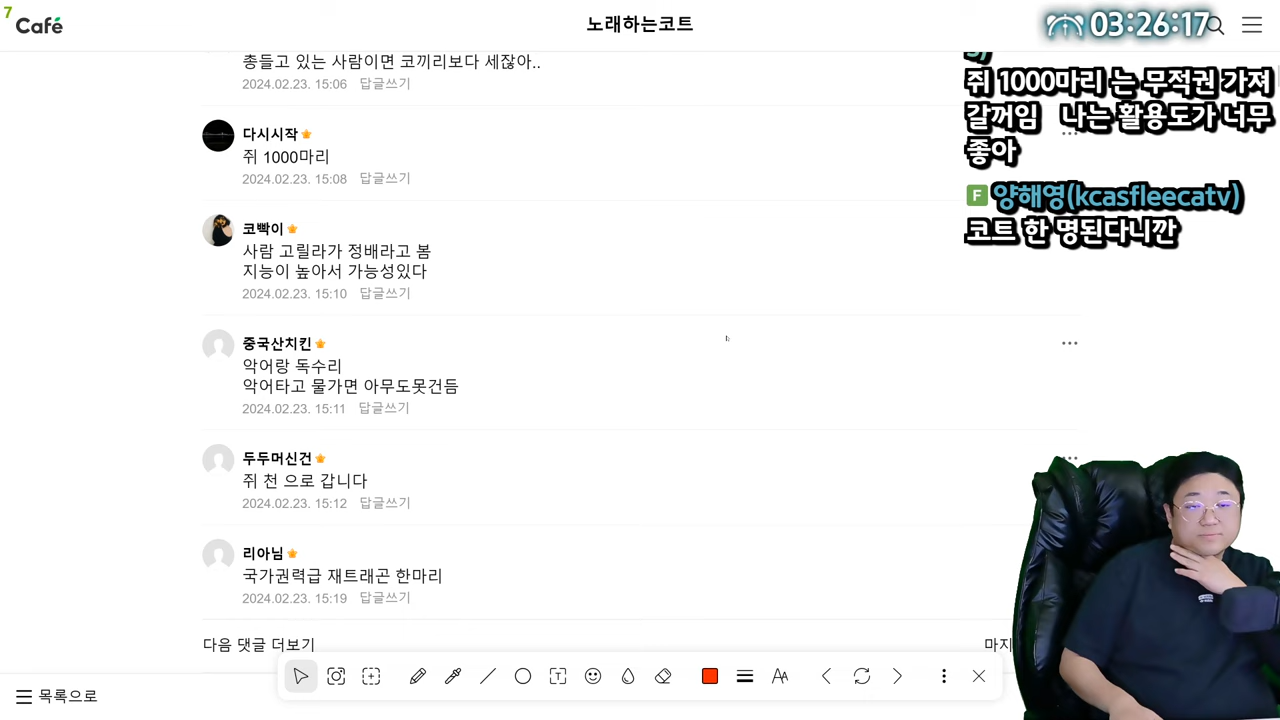 7
Café
노래하는코트
03:26:17
총들고 있는 사람이면 코끼리보다 세잖아..
2024.02.23. 15:06 답글쓰기
다시시작
쥐 1000마리
2024.02.23. 15:08 답글쓰기
코빡이
사람 고릴라가 정배라고 봄
지능이 높아서 가능성있다
2024.02.23. 15:10 답글쓰기
중국산치킨
악어랑 독수리
악어타고 물가면 아무도못건듬
2024.02.23. 15:11 답글쓰기
두두머신건
쥐 천 으로 갑니다
2024.02.23. 15:12 답글쓰기
리아님
국가권력급 재트래곤 한마리
2024.02.23. 15:19 답글쓰기
다음 댓글 더보기
마지
목록으로
쥐 1000마리 는 무적권 가져
갈꺼임 나는 활용도가 너무
좋아
F 양해영(kcasfleecatv)
코트 한 명된다니깐